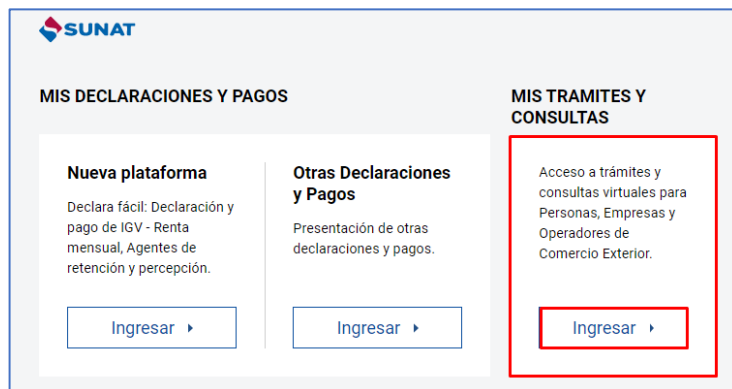 SUNAT
MIS DECLARACIONES Y PAGOS
Nueva plataforma
Declara fácil: Declaración y
pago de IGV - Renta
mensual, Agentes de
retención y percepción.
Ingresar
Otras Declaraciones
y Pagos
Presentación de otras
declaraciones y pagos.
Ingresar
MIS TRAMITES Y
CONSULTAS
Acceso a trámites y
consultas virtuales para
Personas, Empresas y
Operadores de
Comercio Exterior.
Ingresar